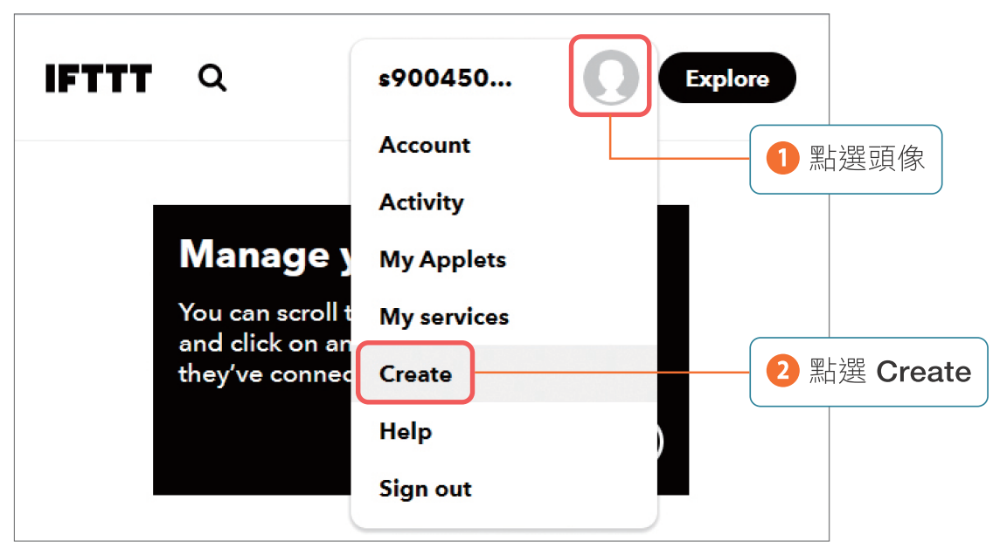 IFTTT
s900450...
Explore
Account
1 點選頭像
Activity
Manage y
My Applets
You can scroll t
My services
and click on an
they’ve connec
Create
2 點選 Create
Help
Sign out